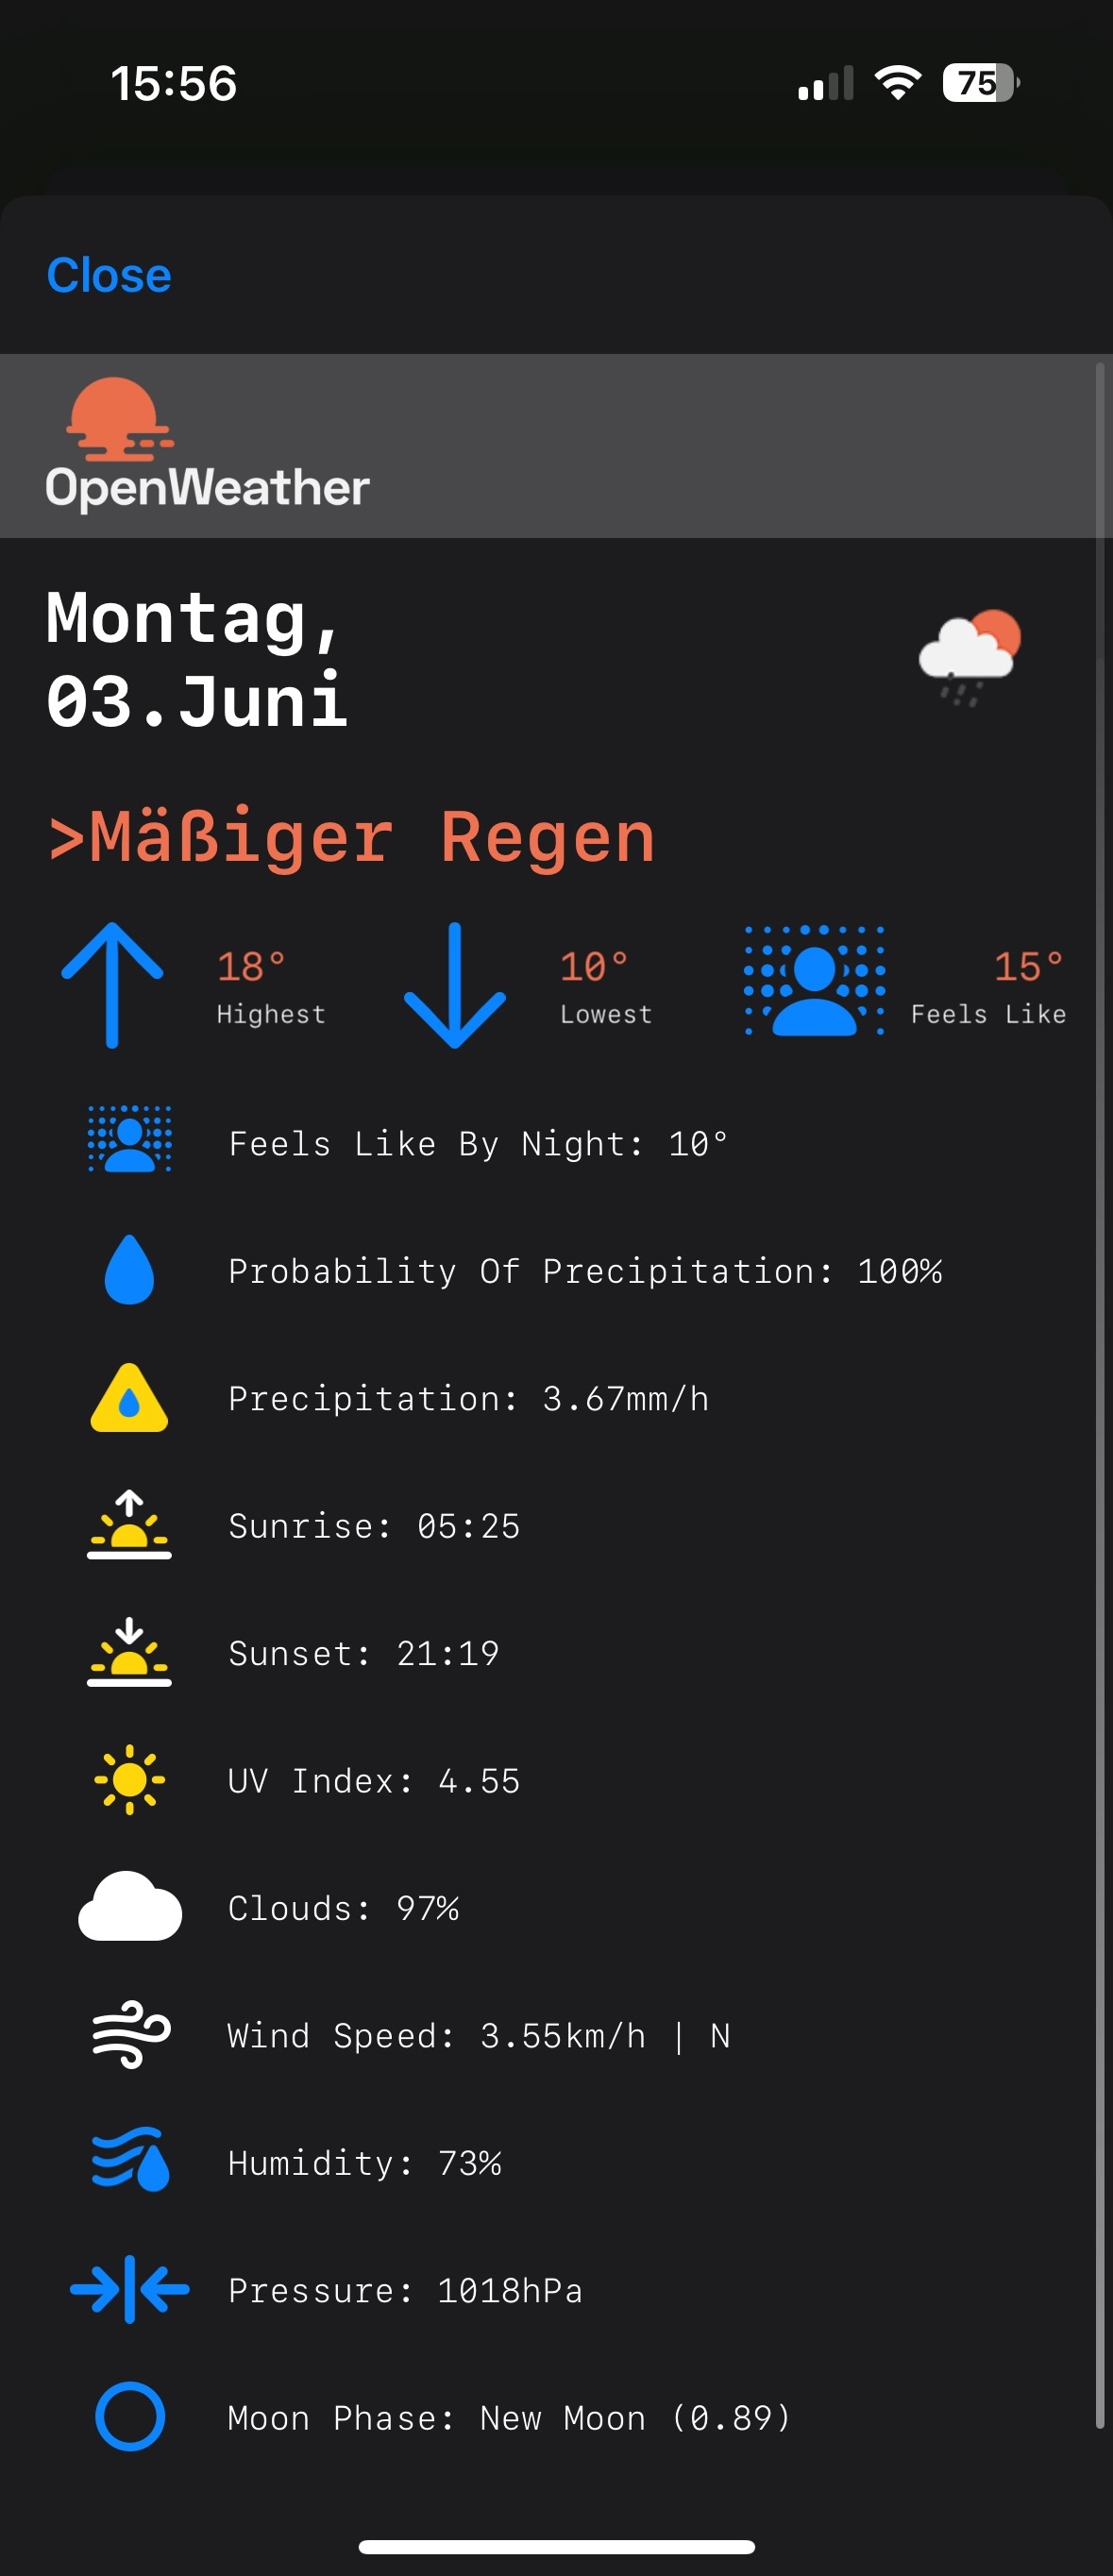 15:56
75
Close
OpenWeather
Montag,
03.Juni
>Mäßiger Regen
18° 10° 15°
Highest Lowest Feels Like
Feels Like By Night: 10°
Probability Of Precipitation: 100%
Precipitation: 3.67mm/h
Sunrise: 05:25
Sunset: 21:19
UV Index: 4.55
Clouds: 97%
Wind Speed: 3.55km/h | N
Humidity: 73%
Pressure: 1018hPa
Moon Phase: New Moon (0.89)